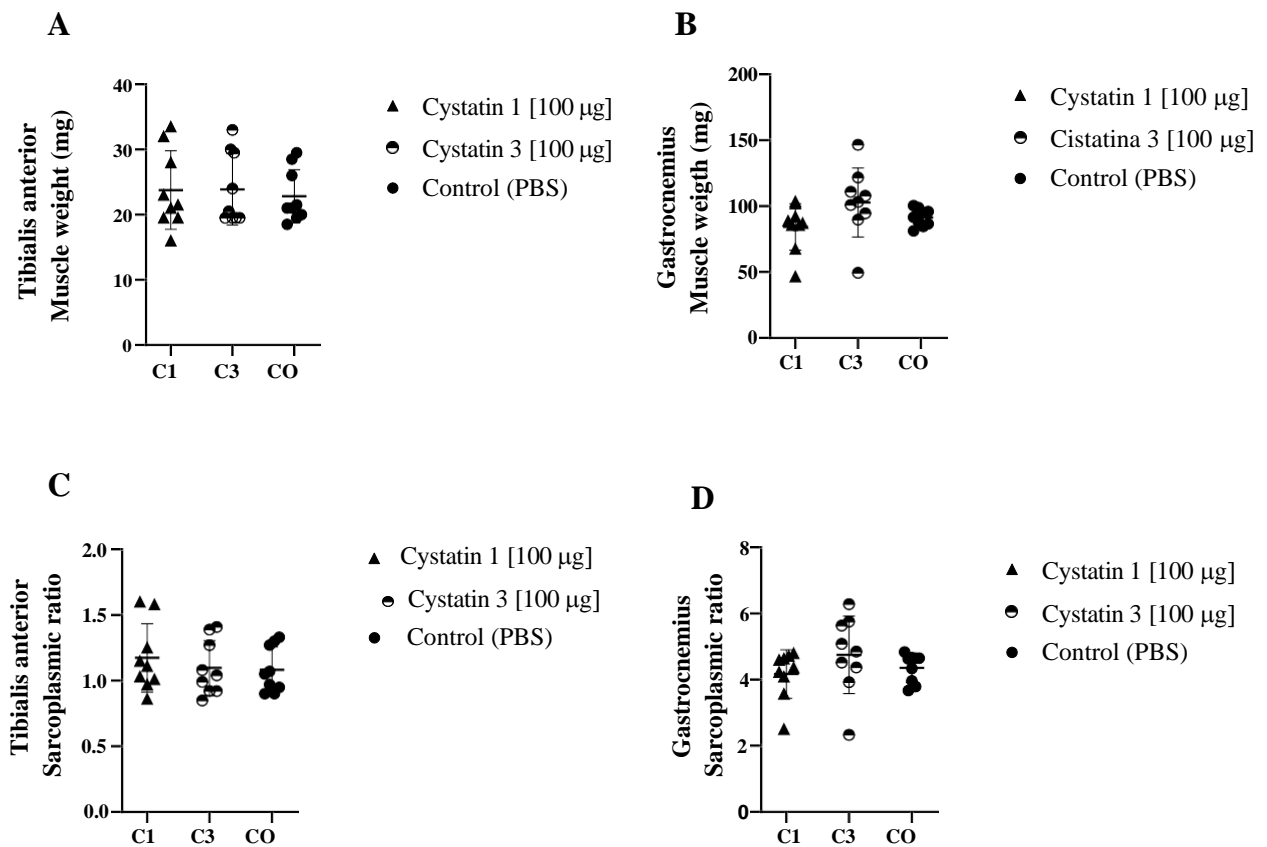 A
Tibialis anterior
Muscle weight (mg)
40
30
20
10
0
C1 C3 CO
Cystatin 1 [100 μg]
Cystatin 3 [100 μg]
Control (PBS)
B
Gastrocnemius
Muscle weigth (mg)
200
150
100
50
0
C1 C3 CO
Cystatin 1 [100 μg]
Cistatina 3 [100 μg]
Control (PBS)
C
Tibialis anterior
Sarcoplasmic ratio
2.0
1.5
1.0
0.5
0.0
C1 C3 CO
Cystatin 1 [100 μg]
Cystatin 3 [100 μg]
Control (PBS)
D
Gastrocnemius
Sarcoplasmic ratio
8
6
4
2
0
C1 C3 CO
Cystatin 1 [100 μg]
Cystatin 3 [100 μg]
Control (PBS)